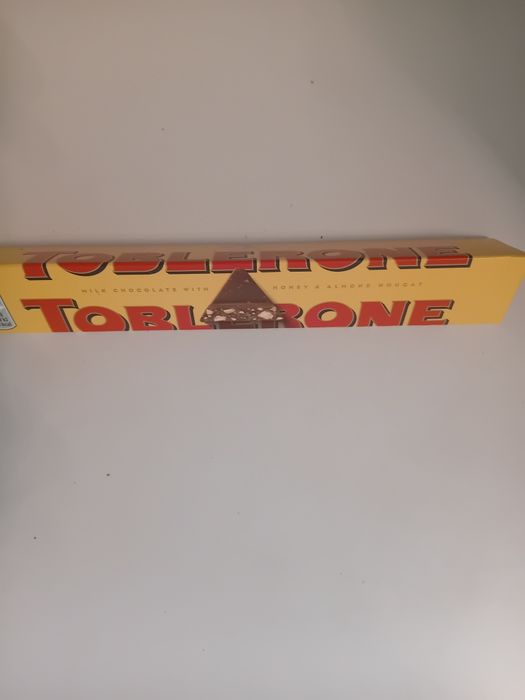 TOBLERONE
MILK CHOCOLATE WITH HONEY & ALMOND NOUGAT
TOBLERONE